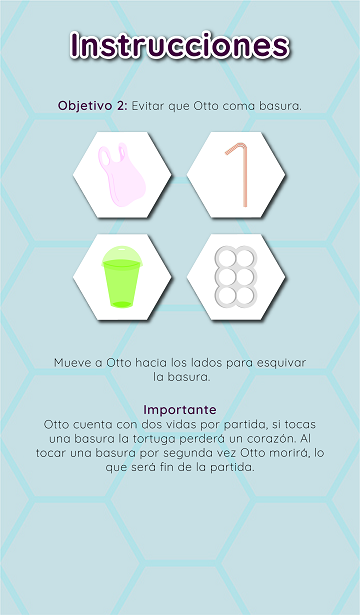 Instrucciones
Objetivo 2: Evitar que Otto coma basura.
Mueve a Otto hacia los lados para esquivar
la basura.
Importante
Otto cuenta con dos vidas por partida, si tocas
una basura la tortuga perderá un corazón. Al
tocar una basura por segunda vez Otto morirá, lo
que será fin de la partida.